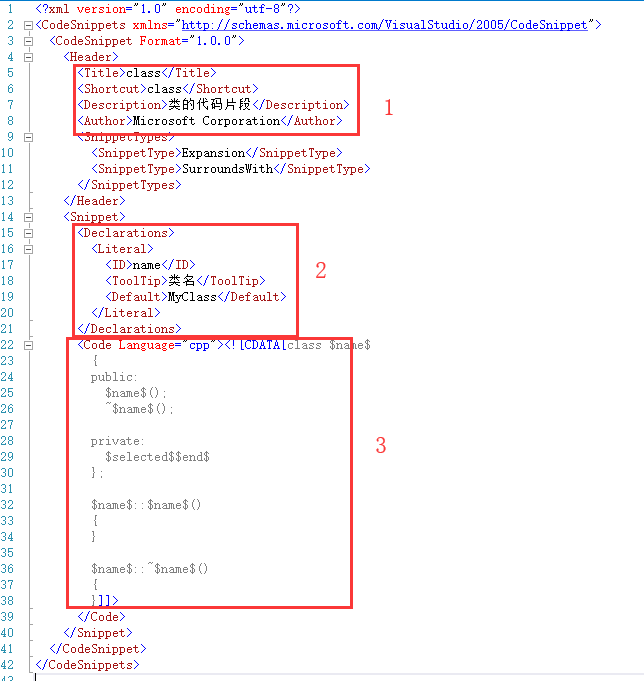 1 <?xml version="1.0" encoding="utf-8"?>
2 <CodeSnippets xmlns="http://schemas.microsoft.com/VisualStudio/2005/CodeSnippet">
3 <CodeSnippet Format="1.0.0">
4 <Header>
5 <Title>class</Title>
6 <Shortcut>class</Shortcut>
7 <Description>类的代码片段</Description> 1
8 <Author>Microsoft Corporation</Author>
9 <SnippetTypes>
10 <SnippetType>Expansion</SnippetType>
11 <SnippetType>SurroundsWith</SnippetType>
12 </SnippetTypes>
13 </Header>
14 <Snippet>
15 <Declarations>
16 <Literal>
17 <ID>name</ID> 2
18 <ToolTip>类名</ToolTip>
19 <Default>MyClass</Default>
20 </Literal>
21 </Declarations>
22 <Code Language="cpp"><![CDATA[class $name$
23 {
24 public:
25 $name$();
26 ~$name$();
27
28 private: 3
29 $selected$$end$
30 };
31
32 $name$::$name$()
33 {
34 }
35
36 $name$::~$name$()
37 {
38 }]]>
39 </Code>
40 </Snippet>
41 </CodeSnippet>
42 </CodeSnippets>
43